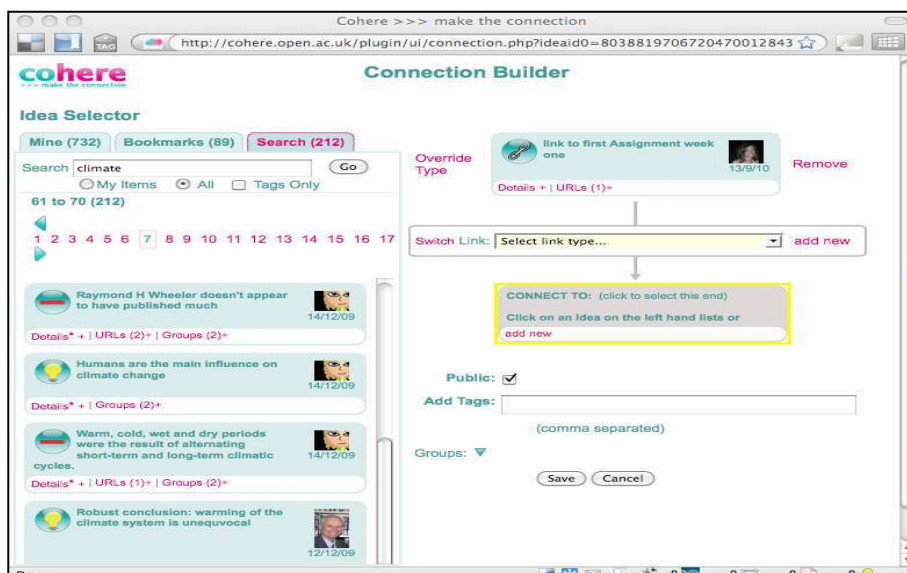 Cohere >>> make the connection
TAG
http://cohere.open.ac.uk/plugin/ui/connection.php?ideaid0=8038819706720470012843
cohere
>>> make the connection
Connection Builder
Idea Selector
Mine (732)
Bookmarks (89)
Search (212)
Search climate
Go
My Items
All
Tags Only
61 to 70 (212)
1 2 3 4 5 6 7 8 9 10 11 12 13 14 15 16 17
Raymond H Wheeler doesn't appear
to have published much
14/12/09
Details* + | URLs (2)+ | Groups (2)+
Humans are the main influence on
climate change
14/12/09
Details* + | Groups (2)+
Warm, cold, wet and dry periods
were the result of alternating
short-term and long-term climatic
cycles.
14/12/09
Details* + | URLs (1)+ | Groups (2)+
Robust conclusion: warming of the
climate system is unequvocal
12/12/09
Override
Type
link to first Assignment week
one
13/9/10
Details + | URLs (1)+
Remove
Switch Link: Select link type...
add new
CONNECT TO: (click to select this end)
Click on an idea on the left hand lists or
add new
Public:
Add Tags:
(comma separated)
Groups:
Save
Cancel